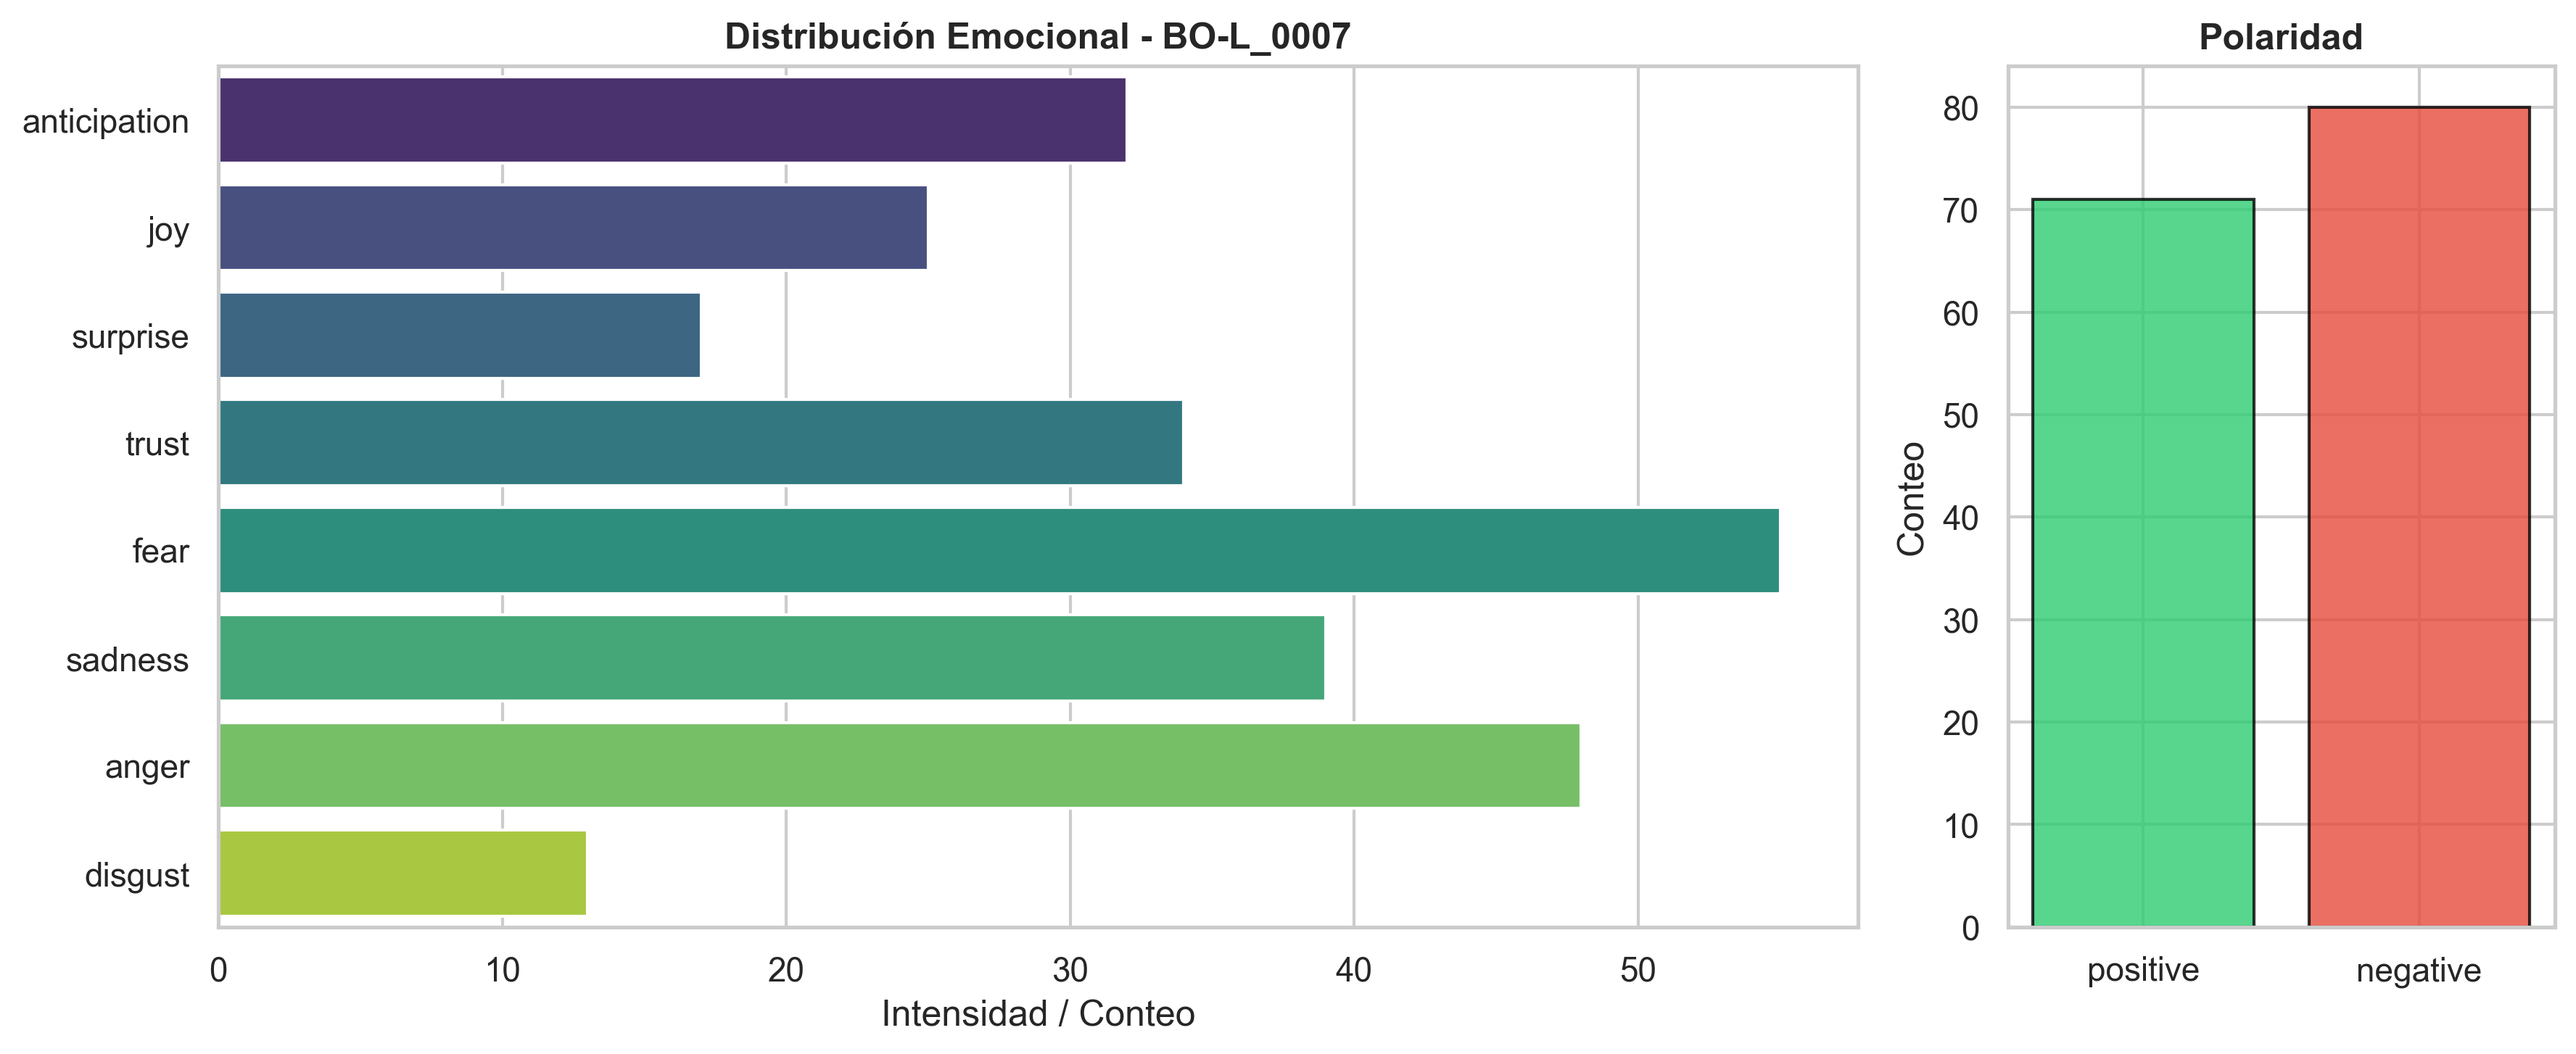 Distribución Emocional - BO-L_0007
anticipation
joy
surprise
trust
fear
sadness
anger
disgust
0 10 20 30 40 50
Intensidad / Conteo
Polaridad
Conteo
80
70
60
50
40
30
20
10
0
positive negative